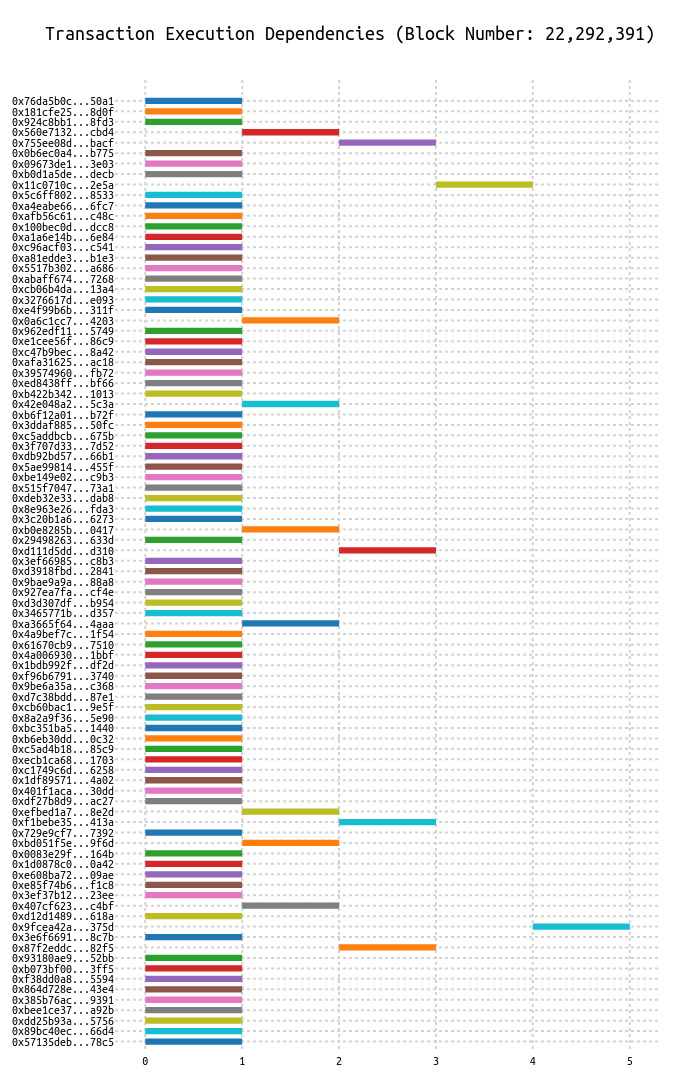 Transaction Execution Dependencies (Block Number: 22,292,391)
0x76da5b0c...50a1
0x181cfe25...8d0f
0x924c8bb1...8fd3
0x560e7132...cbd4
0x755ee08d...bacf
0x0b6ec0a4...b775
0x09673de1...3e03
0xb0d1a5de...decb
0x11c0710c...2e5a
0x5c6ff802...8533
0xa4eabe66...6fc7
0xafb56c61...c48c
0x100bec0d...dcc8
0xa1a6e14b...6e84
0xc96acf03...c541
0xa81edde3...b1e3
0x5517b302...a686
0xabaff674...7268
0xcb06b4da...13a4
0x3276617d...e093
0xe4f99b6b...311f
0x0a6c1cc7...4203
0x962edf11...5749
0xe1cee56f...86c9
0xc47b9bec...8a42
0xafa31625...ac18
0x39574960...fb72
0xed8438ff...bf66
0xb422b342...1013
0x42e048a2...5c3a
0xb6f12a01...b72f
0x3ddaf885...50fc
0xc5addbcb...675b
0x3f707d33...7d52
0xdb92bd57...66b1
0x5ae99814...455f
0xbe149e02...c9b3
0x515f7047...73a1
0xdeb32e33...dab8
0x8e963e26...fda3
0x3c20b1a6...6273
0xb0e8285b...0417
0x29498263...633d
0xd111d5dd...d310
0x3ef66985...c8b3
0xd3918fbd...2841
0x9bae9a9a...88a8
0x927ea7fa...cf4e
0xd3d307df...b954
0x3465771b...d357
0xa3665f64...4aaa
0x4a9bef7c...1f54
0x61670cb9...7510
0x4a006930...1bbf
0x1bdb992f...df2d
0xf96b6791...3740
0x9be6a35a...c368
0xd7c38bdd...87e1
0xcb60bac1...9e5f
0x8a2a9f36...5e90
0xbc351ba5...1440
0xb6eb30dd...0c32
0xc5ad4b18...85c9
0xecb1ca68...1703
0xc1749c6d...6258
0x1df89571...4a02
0x401f1aca...30dd
0xdf27b8d9...ac27
0xefbed1a7...8e2d
0xf1bebe35...413a
0x729e9cf7...7392
0xbd051f5e...9f6d
0x0083e29f...164b
0x1d0878c0...0a42
0xe608ba72...09ae
0xe85f74b6...f1c8
0x3ef37b12...23ee
0x407cf623...c4bf
0xd12d1489...618a
0x9fcea42a...375d
0x3e6f6691...8c7b
0x87f2eddc...82f5
0x93180ae9...52bb
0xb073bf00...3ff5
0xf38dd0a8...5594
0x864d728e...43e4
0x385b76ac...9391
0xbee1ce37...a92b
0xdd25b93a...5756
0x89bc40ec...66d4
0x57135deb...78c5
0 1 2 3 4 5